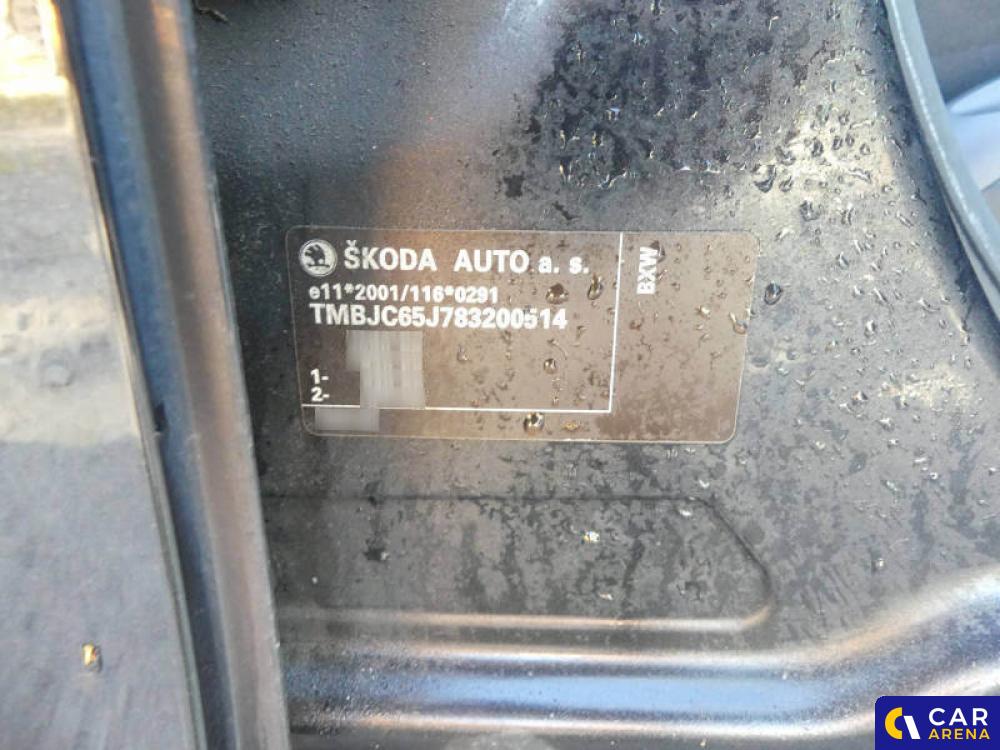 ŠKODA AUTO a. s.
e11*2001/116*0291
TMBJC65J783200514
1-
2-
BXW
CAR
ARENA